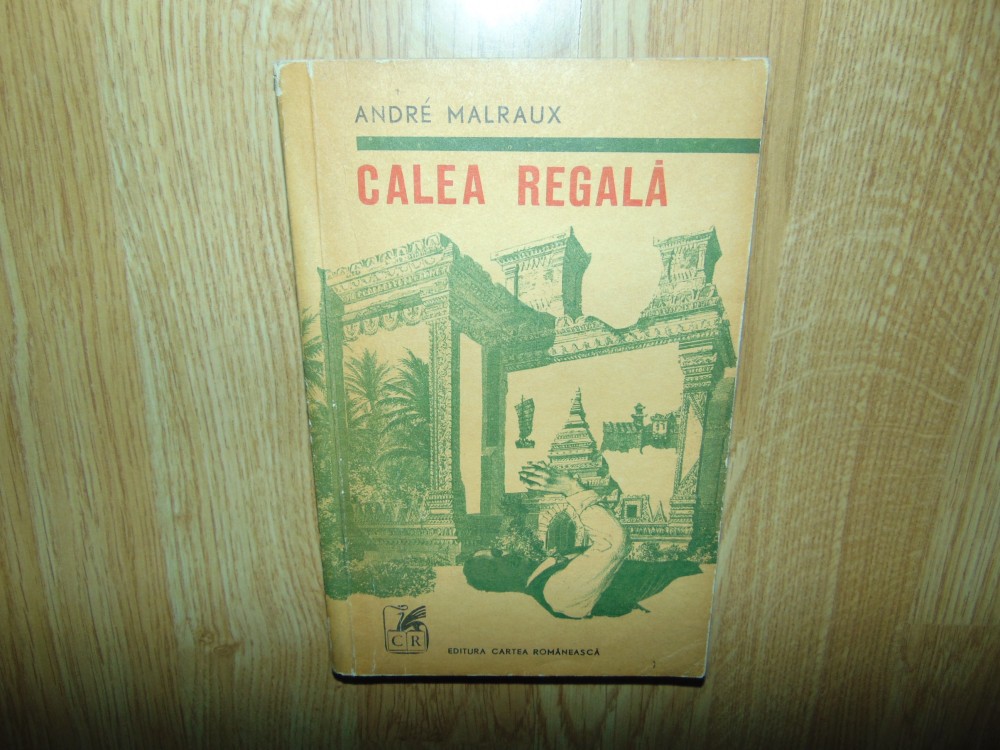 ANDRÉ MALRAUX
CALEA REGALĂ
CR
EDITURA CARTEA ROMÂNEASCĂ